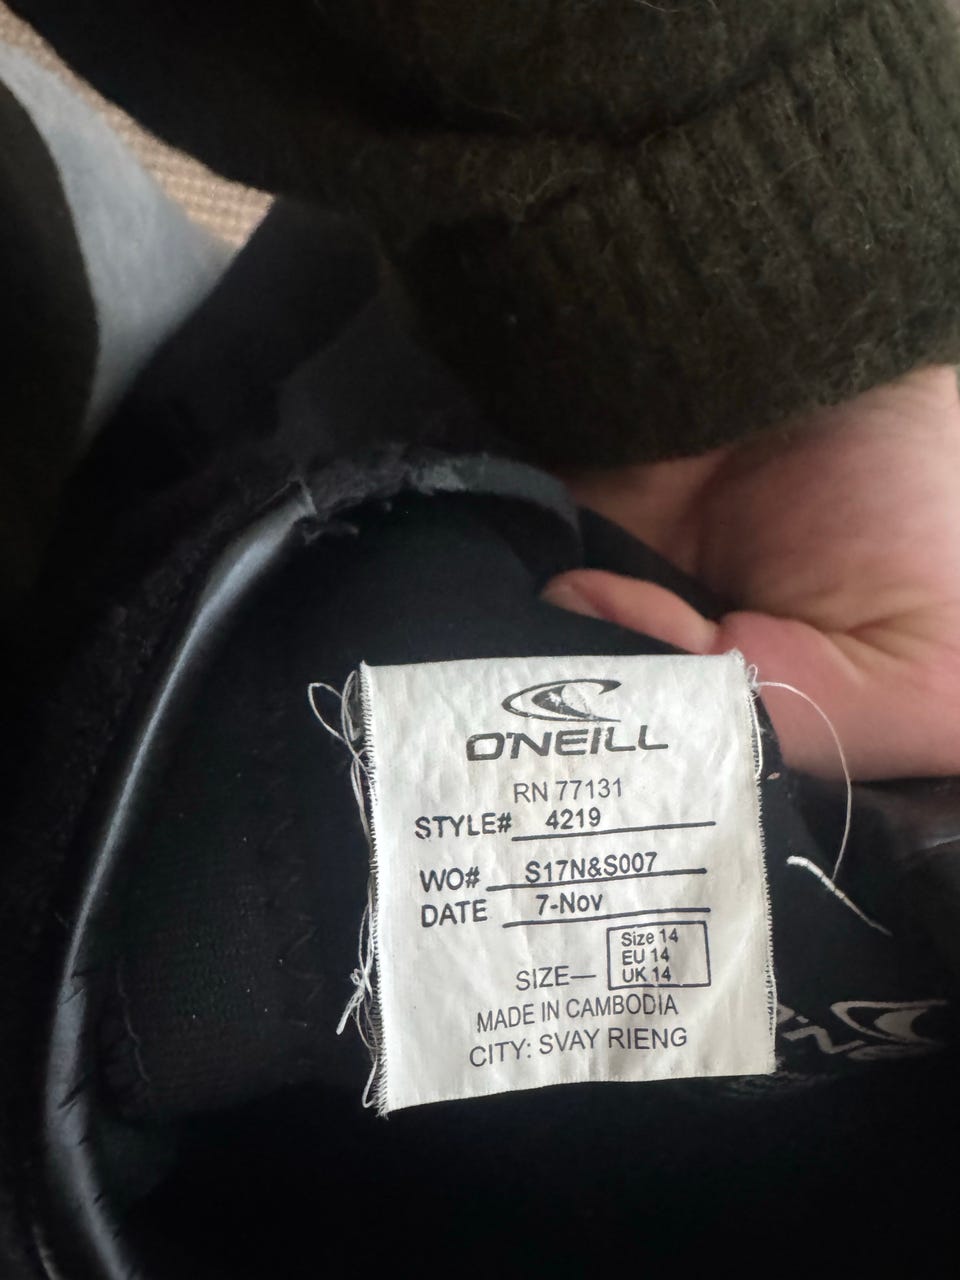 O'NEILL
RN 77131
STYLE# 4219
WO# S17N&S007
DATE 7-Nov
SIZE— Size 14
EU 14
UK 14
MADE IN CAMBODIA
CITY: SVAY RIENG